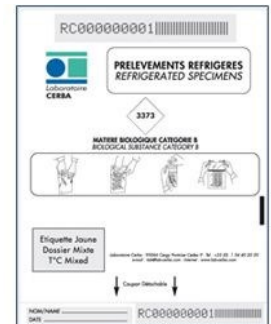 RC000000001
Laboratoire
CERBA
PRELEVEMENTS REFRIGERES
REFRIGERATED SPECIMENS
3373
MATIERE BIOLOGIQUE CATEGORIE B
BIOLOGICAL SUBSTANCE CATEGORY B
Etiquette Jaune
Dossier Mixte
T°C Mixed
Coupon Détachable
NOM/NAME
DATE
RC000000001